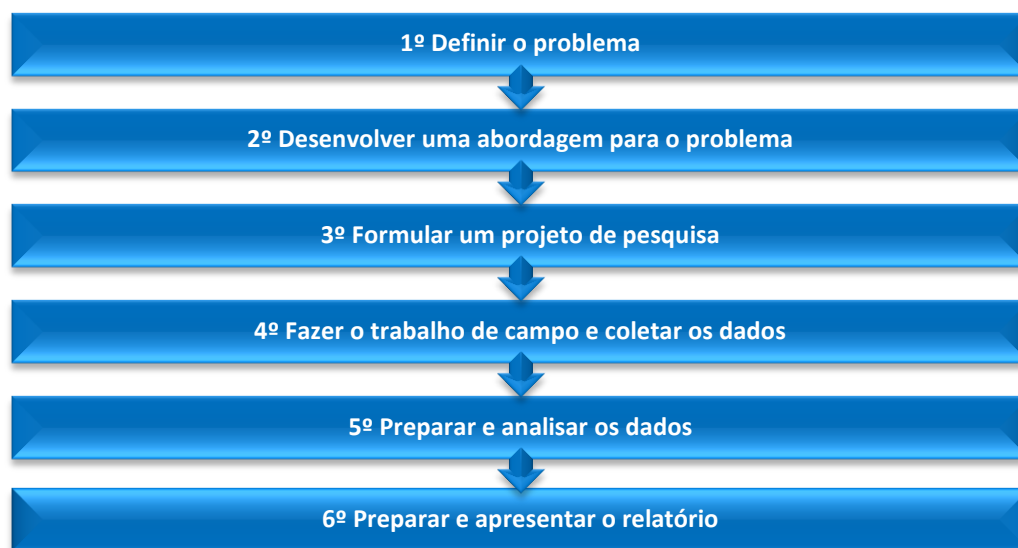 1º Definir o problema
2º Desenvolver uma abordagem para o problema
3º Formular um projeto de pesquisa
4º Fazer o trabalho de campo e coletar os dados
5º Preparar e analisar os dados
6º Preparar e apresentar o relatório